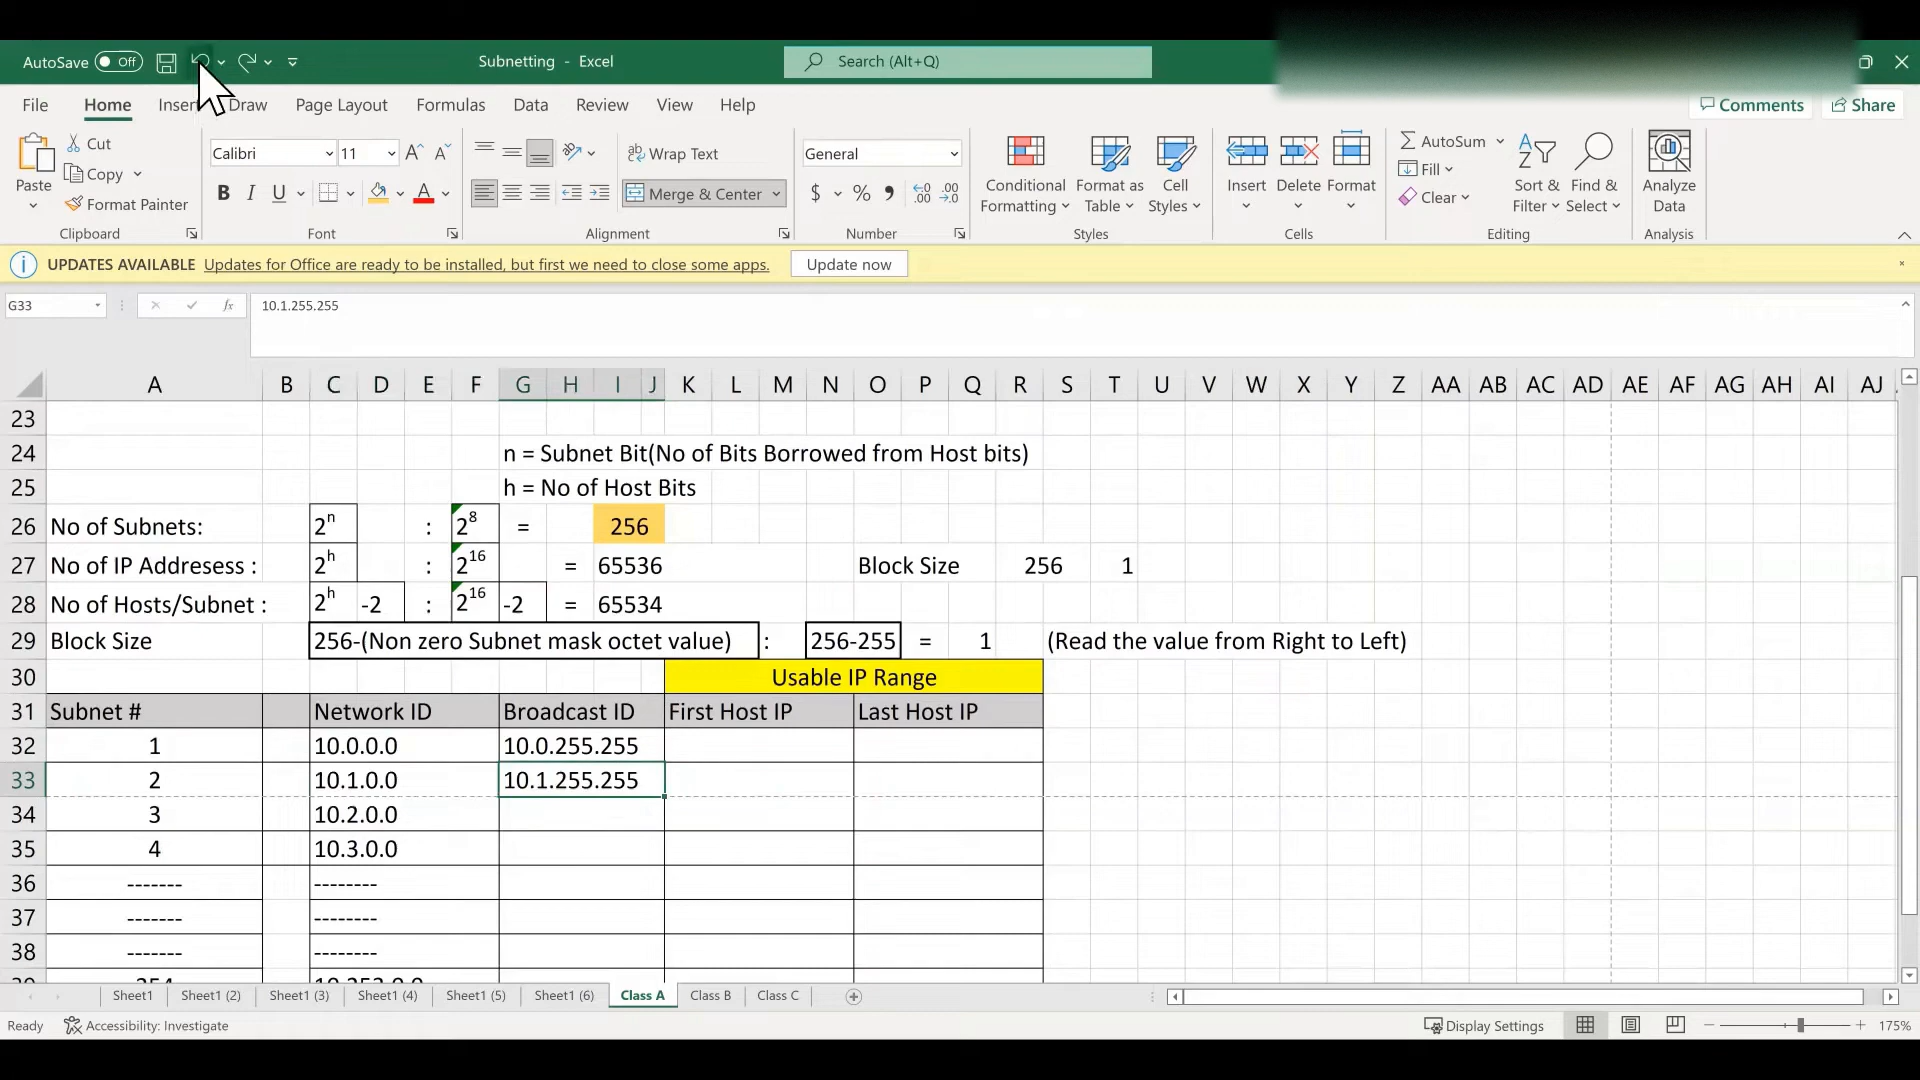 AutoSave Off Subnetting - Excel Search (Alt+Q)
File Home Insert Draw Page Layout Formulas Data Review View Help Comments Share
Paste Cut Copy Format Painter Clipboard
Calibri 11 B I U A Font
Wrap Text Merge & Center Alignment
General $ % Number
Conditional Formatting Format as Table Cell Styles Styles
Insert Delete Format Cells
AutoSum Fill Clear Sort & Filter Find & Select Editing
Analyze Data Analysis
UPDATES AVAILABLE Updates for Office are ready to be installed, but first we need to close some apps. Update now
G33 fx 10.1.255.255
A B C D E F G H I J K L M N O P Q R S T U V W X Y Z AA AB AC AD AE AF AG AH AI AJ
23
24 n = Subnet Bit(No of Bits Borrowed from Host bits)
25 h = No of Host Bits
26 No of Subnets: 2ⁿ : 2⁸ = 256
27 No of IP Addresess : 2ʰ : 2¹⁶ = 65536 Block Size 256 1
28 No of Hosts/Subnet : 2ʰ -2 : 2¹⁶ -2 = 65534
29 Block Size 256-(Non zero Subnet mask octet value) : 256-255 = 1 (Read the value from Right to Left)
30 Usable IP Range
31 Subnet # Network ID Broadcast ID First Host IP Last Host IP
32 1 10.0.0.0 10.0.255.255
33 2 10.1.0.0 10.1.255.255
34 3 10.2.0.0
35 4 10.3.0.0
36 ------- --------
37 ------- --------
38 ------- --------
Sheet1 Sheet1 (2) Sheet1 (3) Sheet1 (4) Sheet1 (5) Sheet1 (6) Class A Class B Class C
Ready Accessibility: Investigate Display Settings 175%